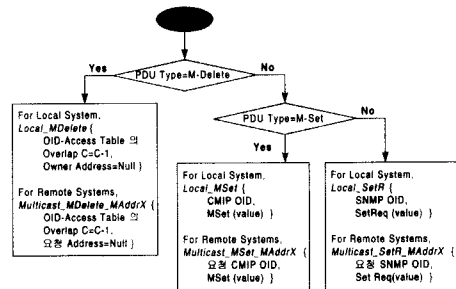 PDU Type=M-Delete
Yes
No
PDU Type=M-Set
Yes
No
For Local System,
Local_MDelete {
OID-Access Table 의
Overlap C=C-1,
Owner Address=Null }
For Remote Systems,
Multicast_MDelete_MAddrX {
OID-Access Table 의
Overlap C=C-1,
요청 Address=Null }
For Local System,
Local_MSet {
CMIP OID,
MSet (value) }
For Remote Systems,
Multicast_MSet_MAddrX {
요청 CMIP OID,
MSet (value) }
For Local System,
Local_SetR {
SNMP OID,
SetReq (value) }
For Remote Systems,
Multicast_SetR_MAddrX {
요청 SNMP OID,
Set Req(value) }